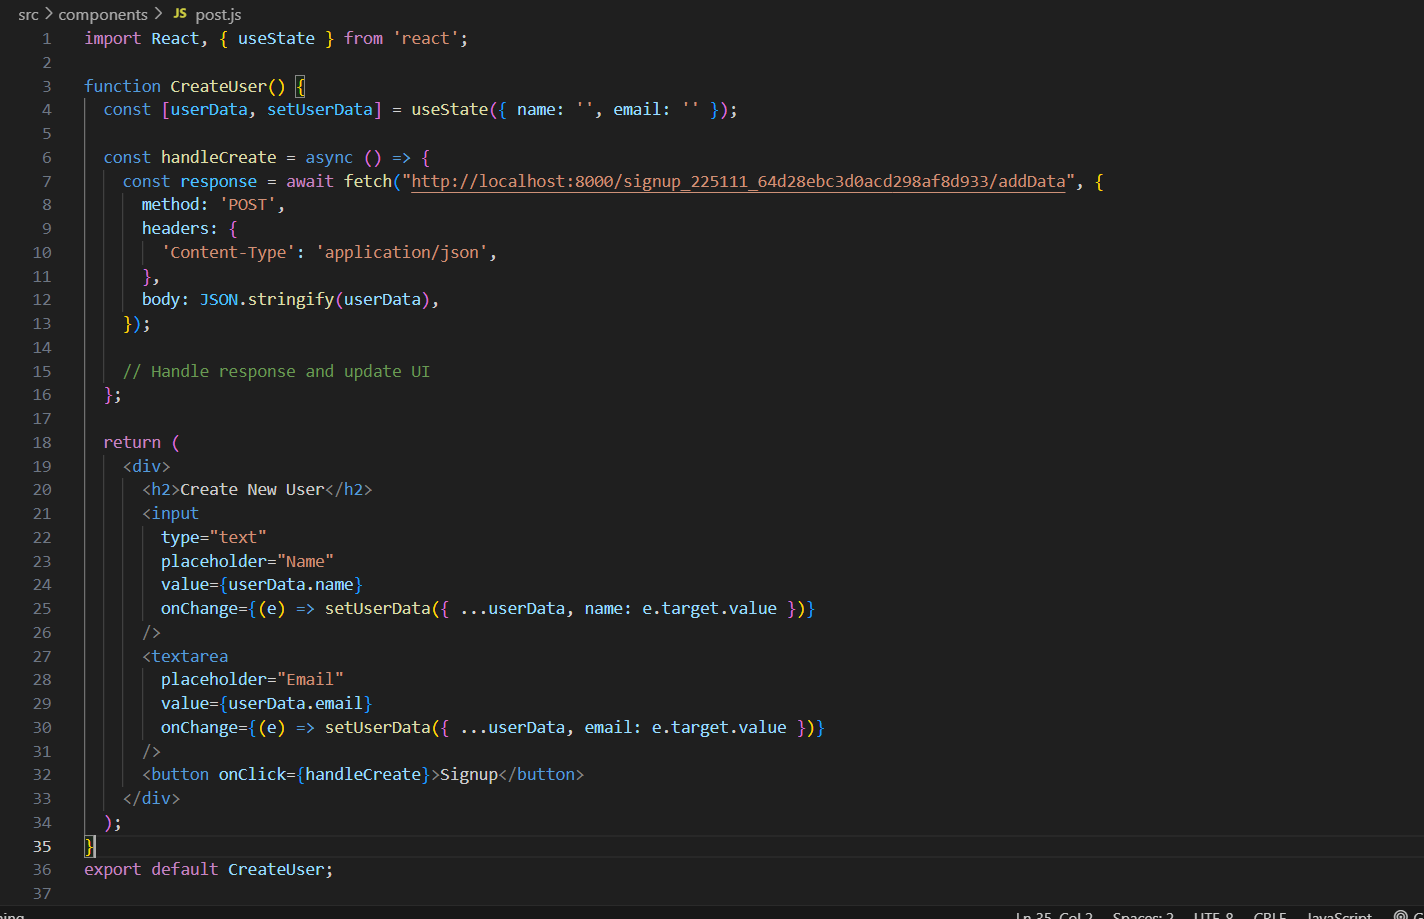 src > components > JS post.js
1 import React, { useState } from 'react';
2
3 function CreateUser() {
4 const [userData, setUserData] = useState({ name: '', email: '' });
5
6 const handleCreate = async () => {
7 const response = await fetch("http://localhost:8000/signup_225111_64d28ebc3d0acd298af8d933/addData", {
8 method: 'POST',
9 headers: {
10 'Content-Type': 'application/json',
11 },
12 body: JSON.stringify(userData),
13 });
14
15 // Handle response and update UI
16 };
17
18 return (
19 <div>
20 <h2>Create New User</h2>
21 <input
22 type="text"
23 placeholder="Name"
24 value={userData.name}
25 onChange={(e) => setUserData({ ...userData, name: e.target.value })}
26 />
27 <textarea
28 placeholder="Email"
29 value={userData.email}
30 onChange={(e) => setUserData({ ...userData, email: e.target.value })}
31 />
32 <button onClick={handleCreate}>Signup</button>
33 </div>
34 );
35 }
36 export default CreateUser;
37
Ln 35, Col 2 Spaces: 2 UTF-8 CRLF JavaScript